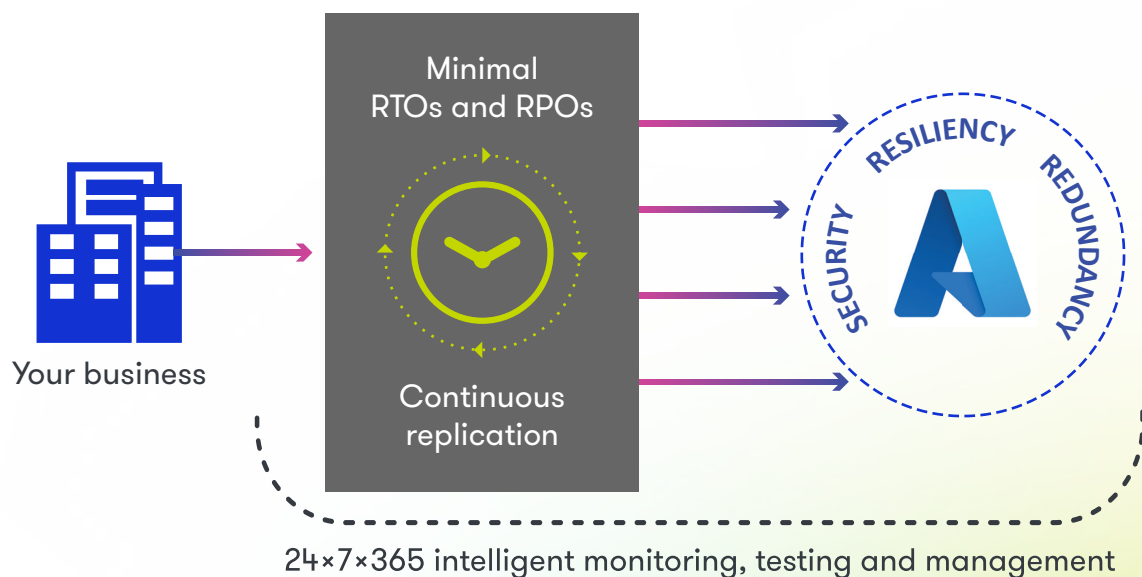 Minimal
RTOs and RPOs
Your business
Continuous
replication
SECURITY
RESILIENCY
REDUNDANCY
24×7×365 intelligent monitoring, testing and management